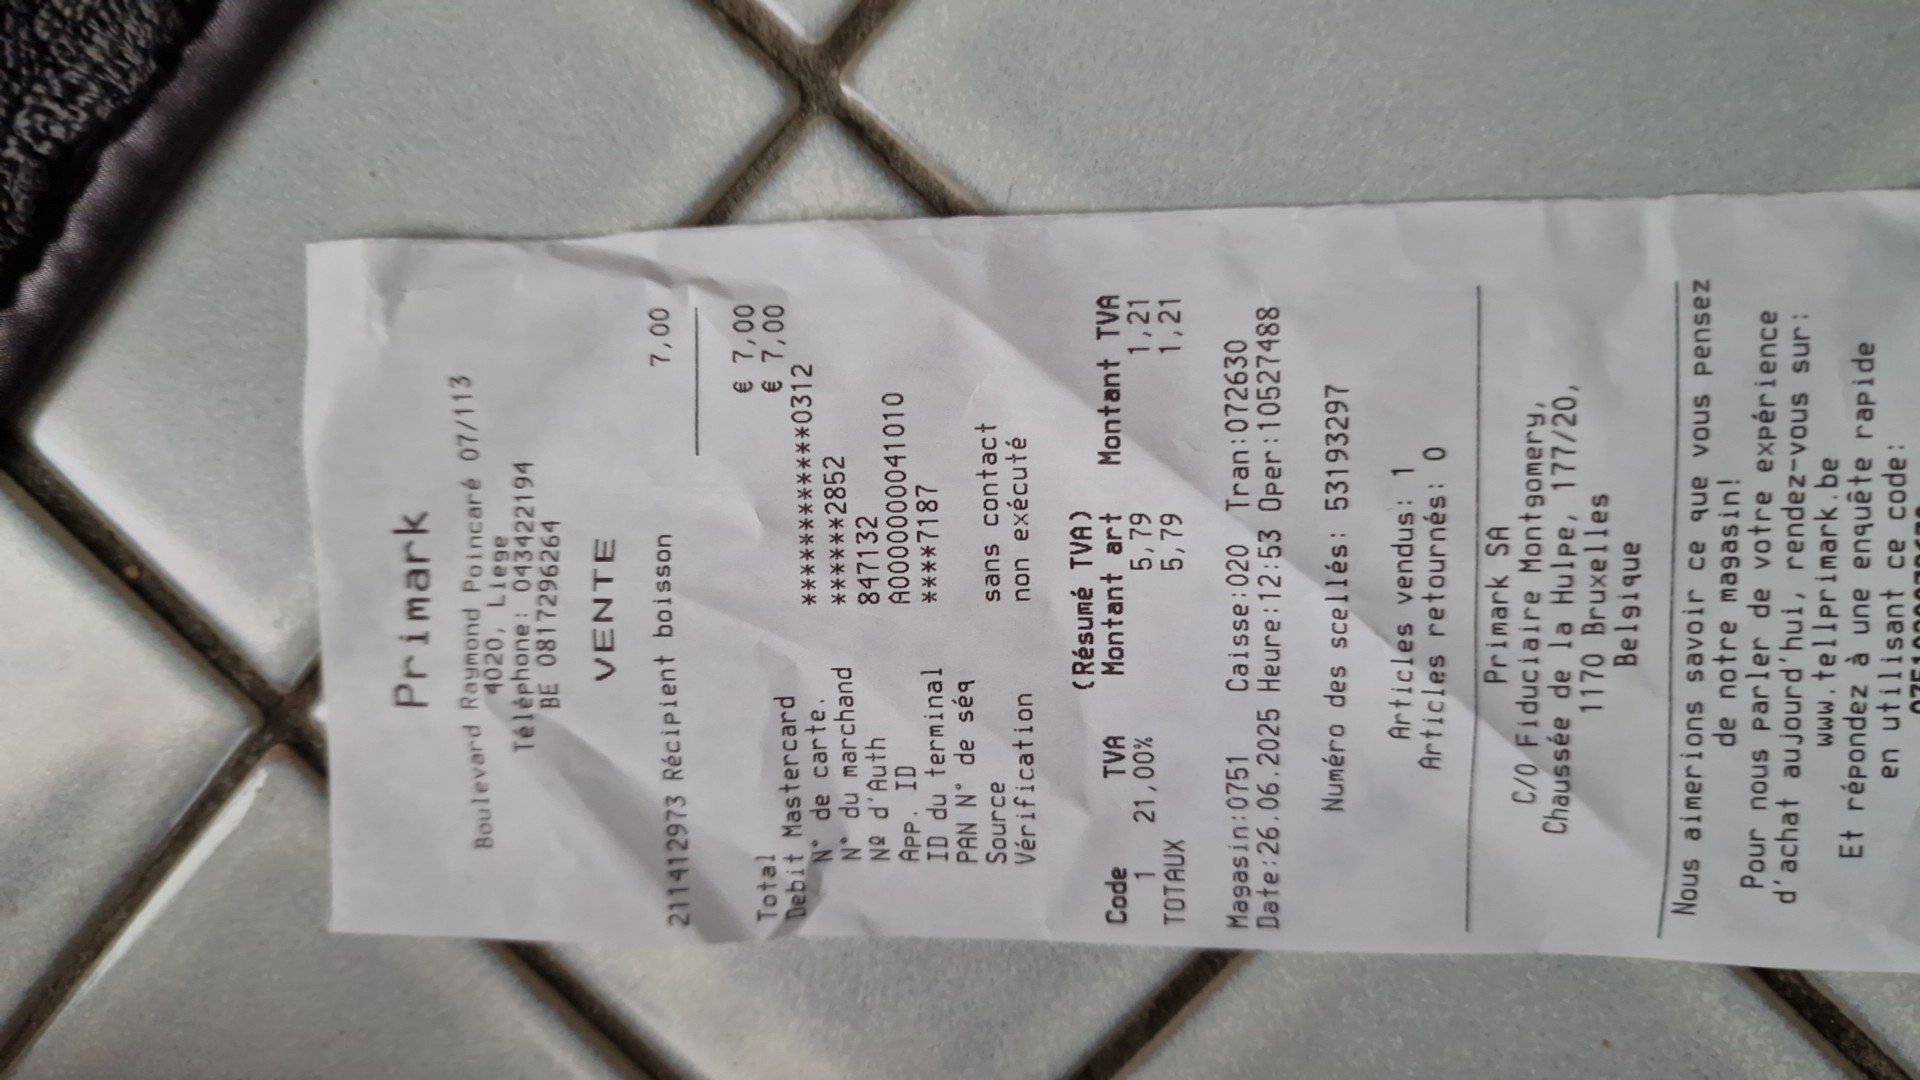 Primark
Boulevard Raymond Poincaré 07/113
4020, Liege
Téléphone: 043422194
BE 0817296264
VENTE
211412973 Récipient boisson 7,00
Total € 7,00
Debit Mastercard € 7,00
N° de carte. ************0312
N° du marchand ******2852
Nº d'Auth 847132
APP. ID A0000000041010
ID du terminal ****7187
PAN N° de séq
Source sans contact
Vérification non exécuté
(Résumé TVA)
Code TVA Montant art Montant TVA
1 21,00% 5,79 1,21
TOTAUX 5,79 1,21
Magasin:0751 Caisse:020 Tran:072630
Date:26.06.2025 Heure:12:53 Oper:10527488
Numéro des scellés: 53193297
Articles vendus: 1
Articles retournés: 0
Primark SA
C/O Fiduciaire Montgomery,
Chaussée de la Hulpe, 177/20,
1170 Bruxelles
Belgique
Nous aimerions savoir ce que vous pensez
de notre magasin!
Pour nous parler de votre expérience
d'achat aujourd'hui, rendez-vous sur:
www.tellprimark.be
Et répondez à une enquête rapide
en utilisant ce code: